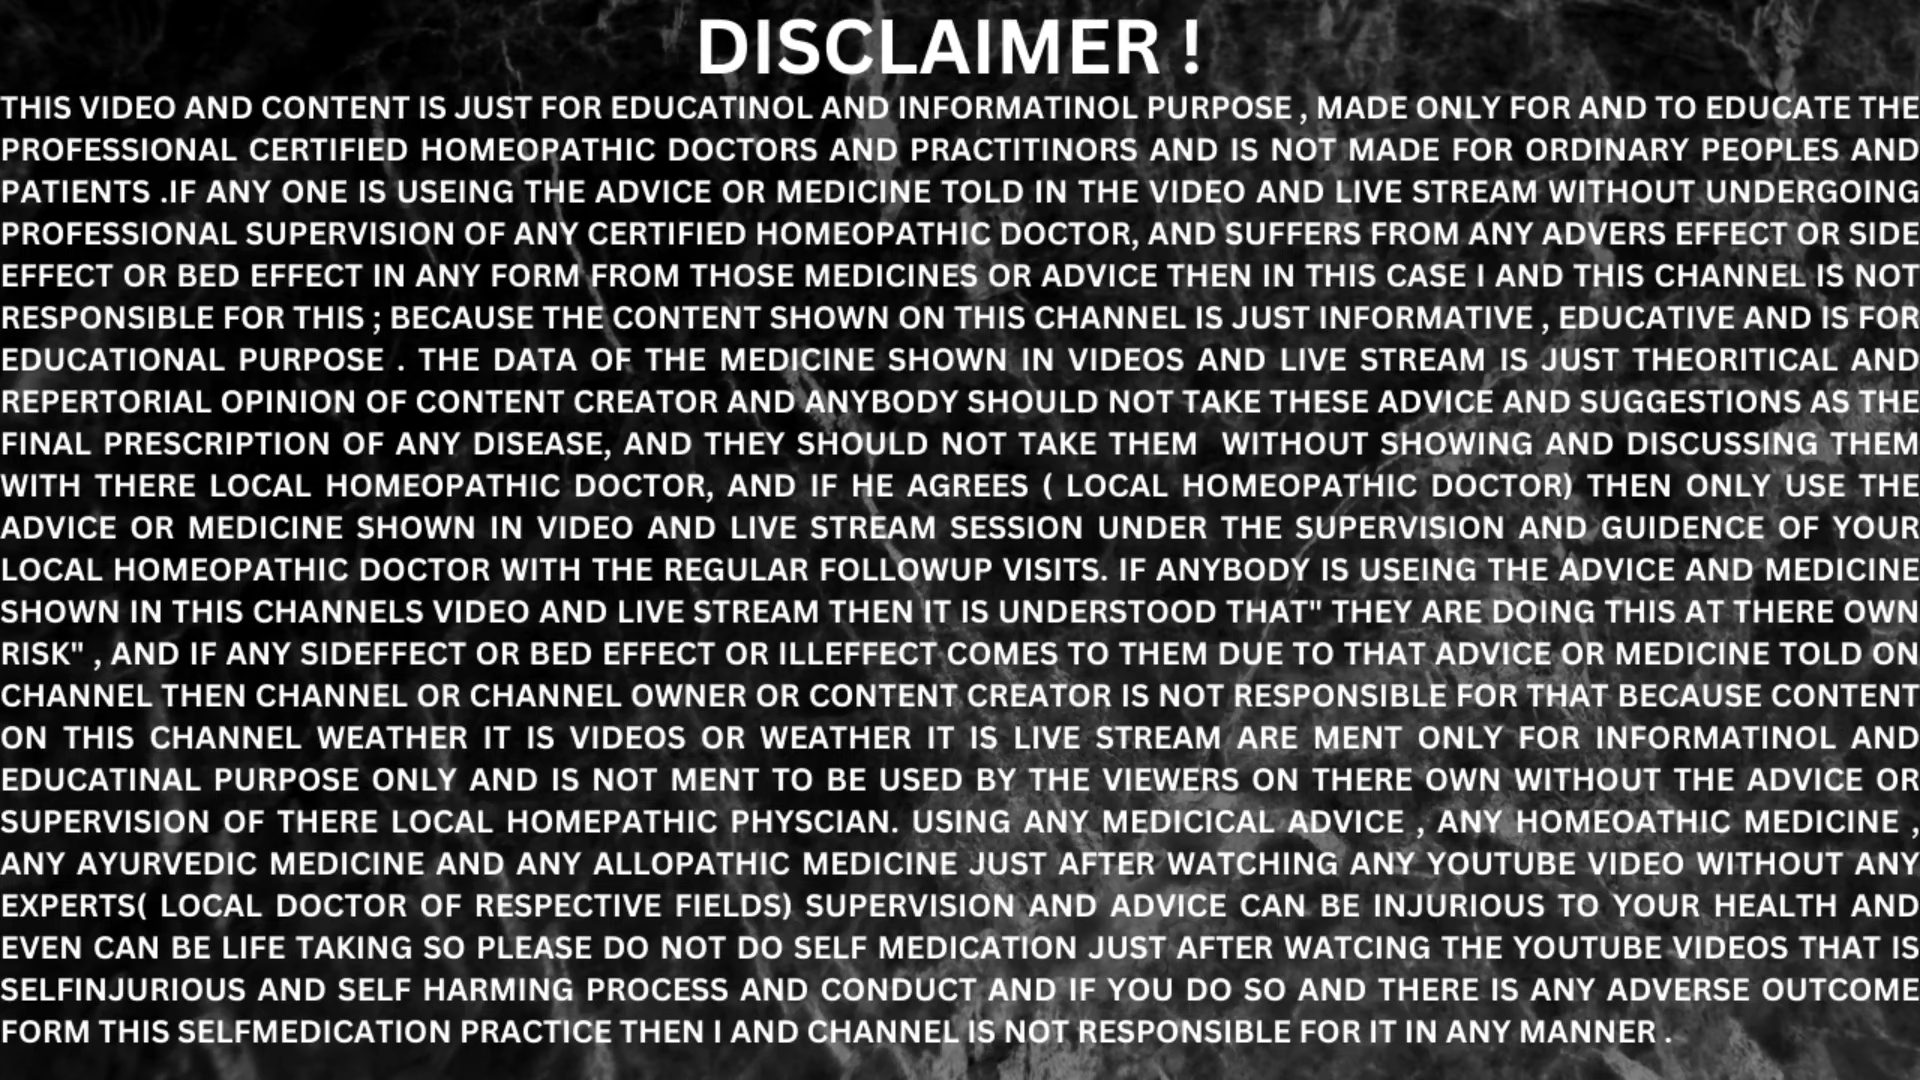 DISCLAIMER !
THIS VIDEO AND CONTENT IS JUST FOR EDUCATINOL AND INFORMATINOL PURPOSE , MADE ONLY FOR AND TO EDUCATE THE
PROFESSIONAL CERTIFIED HOMEOPATHIC DOCTORS AND PRACTITINORS AND IS NOT MADE FOR ORDINARY PEOPLES AND
PATIENTS .IF ANY ONE IS USEING THE ADVICE OR MEDICINE TOLD IN THE VIDEO AND LIVE STREAM WITHOUT UNDERGOING
PROFESSIONAL SUPERVISION OF ANY CERTIFIED HOMEOPATHIC DOCTOR, AND SUFFERS FROM ANY ADVERS EFFECT OR SIDE
EFFECT OR BED EFFECT IN ANY FORM FROM THOSE MEDICINES OR ADVICE THEN IN THIS CASE I AND THIS CHANNEL IS NOT
RESPONSIBLE FOR THIS ; BECAUSE THE CONTENT SHOWN ON THIS CHANNEL IS JUST INFORMATIVE , EDUCATIVE AND IS FOR
EDUCATIONAL PURPOSE . THE DATA OF THE MEDICINE SHOWN IN VIDEOS AND LIVE STREAM IS JUST THEORITICAL AND
REPERTORIAL OPINION OF CONTENT CREATOR AND ANYBODY SHOULD NOT TAKE THESE ADVICE AND SUGGESTIONS AS THE
FINAL PRESCRIPTION OF ANY DISEASE, AND THEY SHOULD NOT TAKE THEM  WITHOUT SHOWING AND DISCUSSING THEM
WITH THERE LOCAL HOMEOPATHIC DOCTOR, AND IF HE AGREES ( LOCAL HOMEOPATHIC DOCTOR) THEN ONLY USE THE
ADVICE OR MEDICINE SHOWN IN VIDEO AND LIVE STREAM SESSION UNDER THE SUPERVISION AND GUIDENCE OF YOUR
LOCAL HOMEOPATHIC DOCTOR WITH THE REGULAR FOLLOWUP VISITS. IF ANYBODY IS USEING THE ADVICE AND MEDICINE
SHOWN IN THIS CHANNELS VIDEO AND LIVE STREAM THEN IT IS UNDERSTOOD THAT" THEY ARE DOING THIS AT THERE OWN
RISK" , AND IF ANY SIDEFFECT OR BED EFFECT OR ILLEFFECT COMES TO THEM DUE TO THAT ADVICE OR MEDICINE TOLD ON
CHANNEL THEN CHANNEL OR CHANNEL OWNER OR CONTENT CREATOR IS NOT RESPONSIBLE FOR THAT BECAUSE CONTENT
ON THIS CHANNEL WEATHER IT IS VIDEOS OR WEATHER IT IS LIVE STREAM ARE MENT ONLY FOR INFORMATINOL AND
EDUCATINAL PURPOSE ONLY AND IS NOT MENT TO BE USED BY THE VIEWERS ON THERE OWN WITHOUT THE ADVICE OR
SUPERVISION OF THERE LOCAL HOMEPATHIC PHYSCIAN. USING ANY MEDICICAL ADVICE , ANY HOMEOATHIC MEDICINE ,
ANY AYURVEDIC MEDICINE AND ANY ALLOPATHIC MEDICINE JUST AFTER WATCHING ANY YOUTUBE VIDEO WITHOUT ANY
EXPERTS( LOCAL DOCTOR OF RESPECTIVE FIELDS) SUPERVISION AND ADVICE CAN BE INJURIOUS TO YOUR HEALTH AND
EVEN CAN BE LIFE TAKING SO PLEASE DO NOT DO SELF MEDICATION JUST AFTER WATCING THE YOUTUBE VIDEOS THAT IS
SELFINJURIOUS AND SELF HARMING PROCESS AND CONDUCT AND IF YOU DO SO AND THERE IS ANY ADVERSE OUTCOME
FORM THIS SELFMEDICATION PRACTICE THEN I AND CHANNEL IS NOT RESPONSIBLE FOR IT IN ANY MANNER .